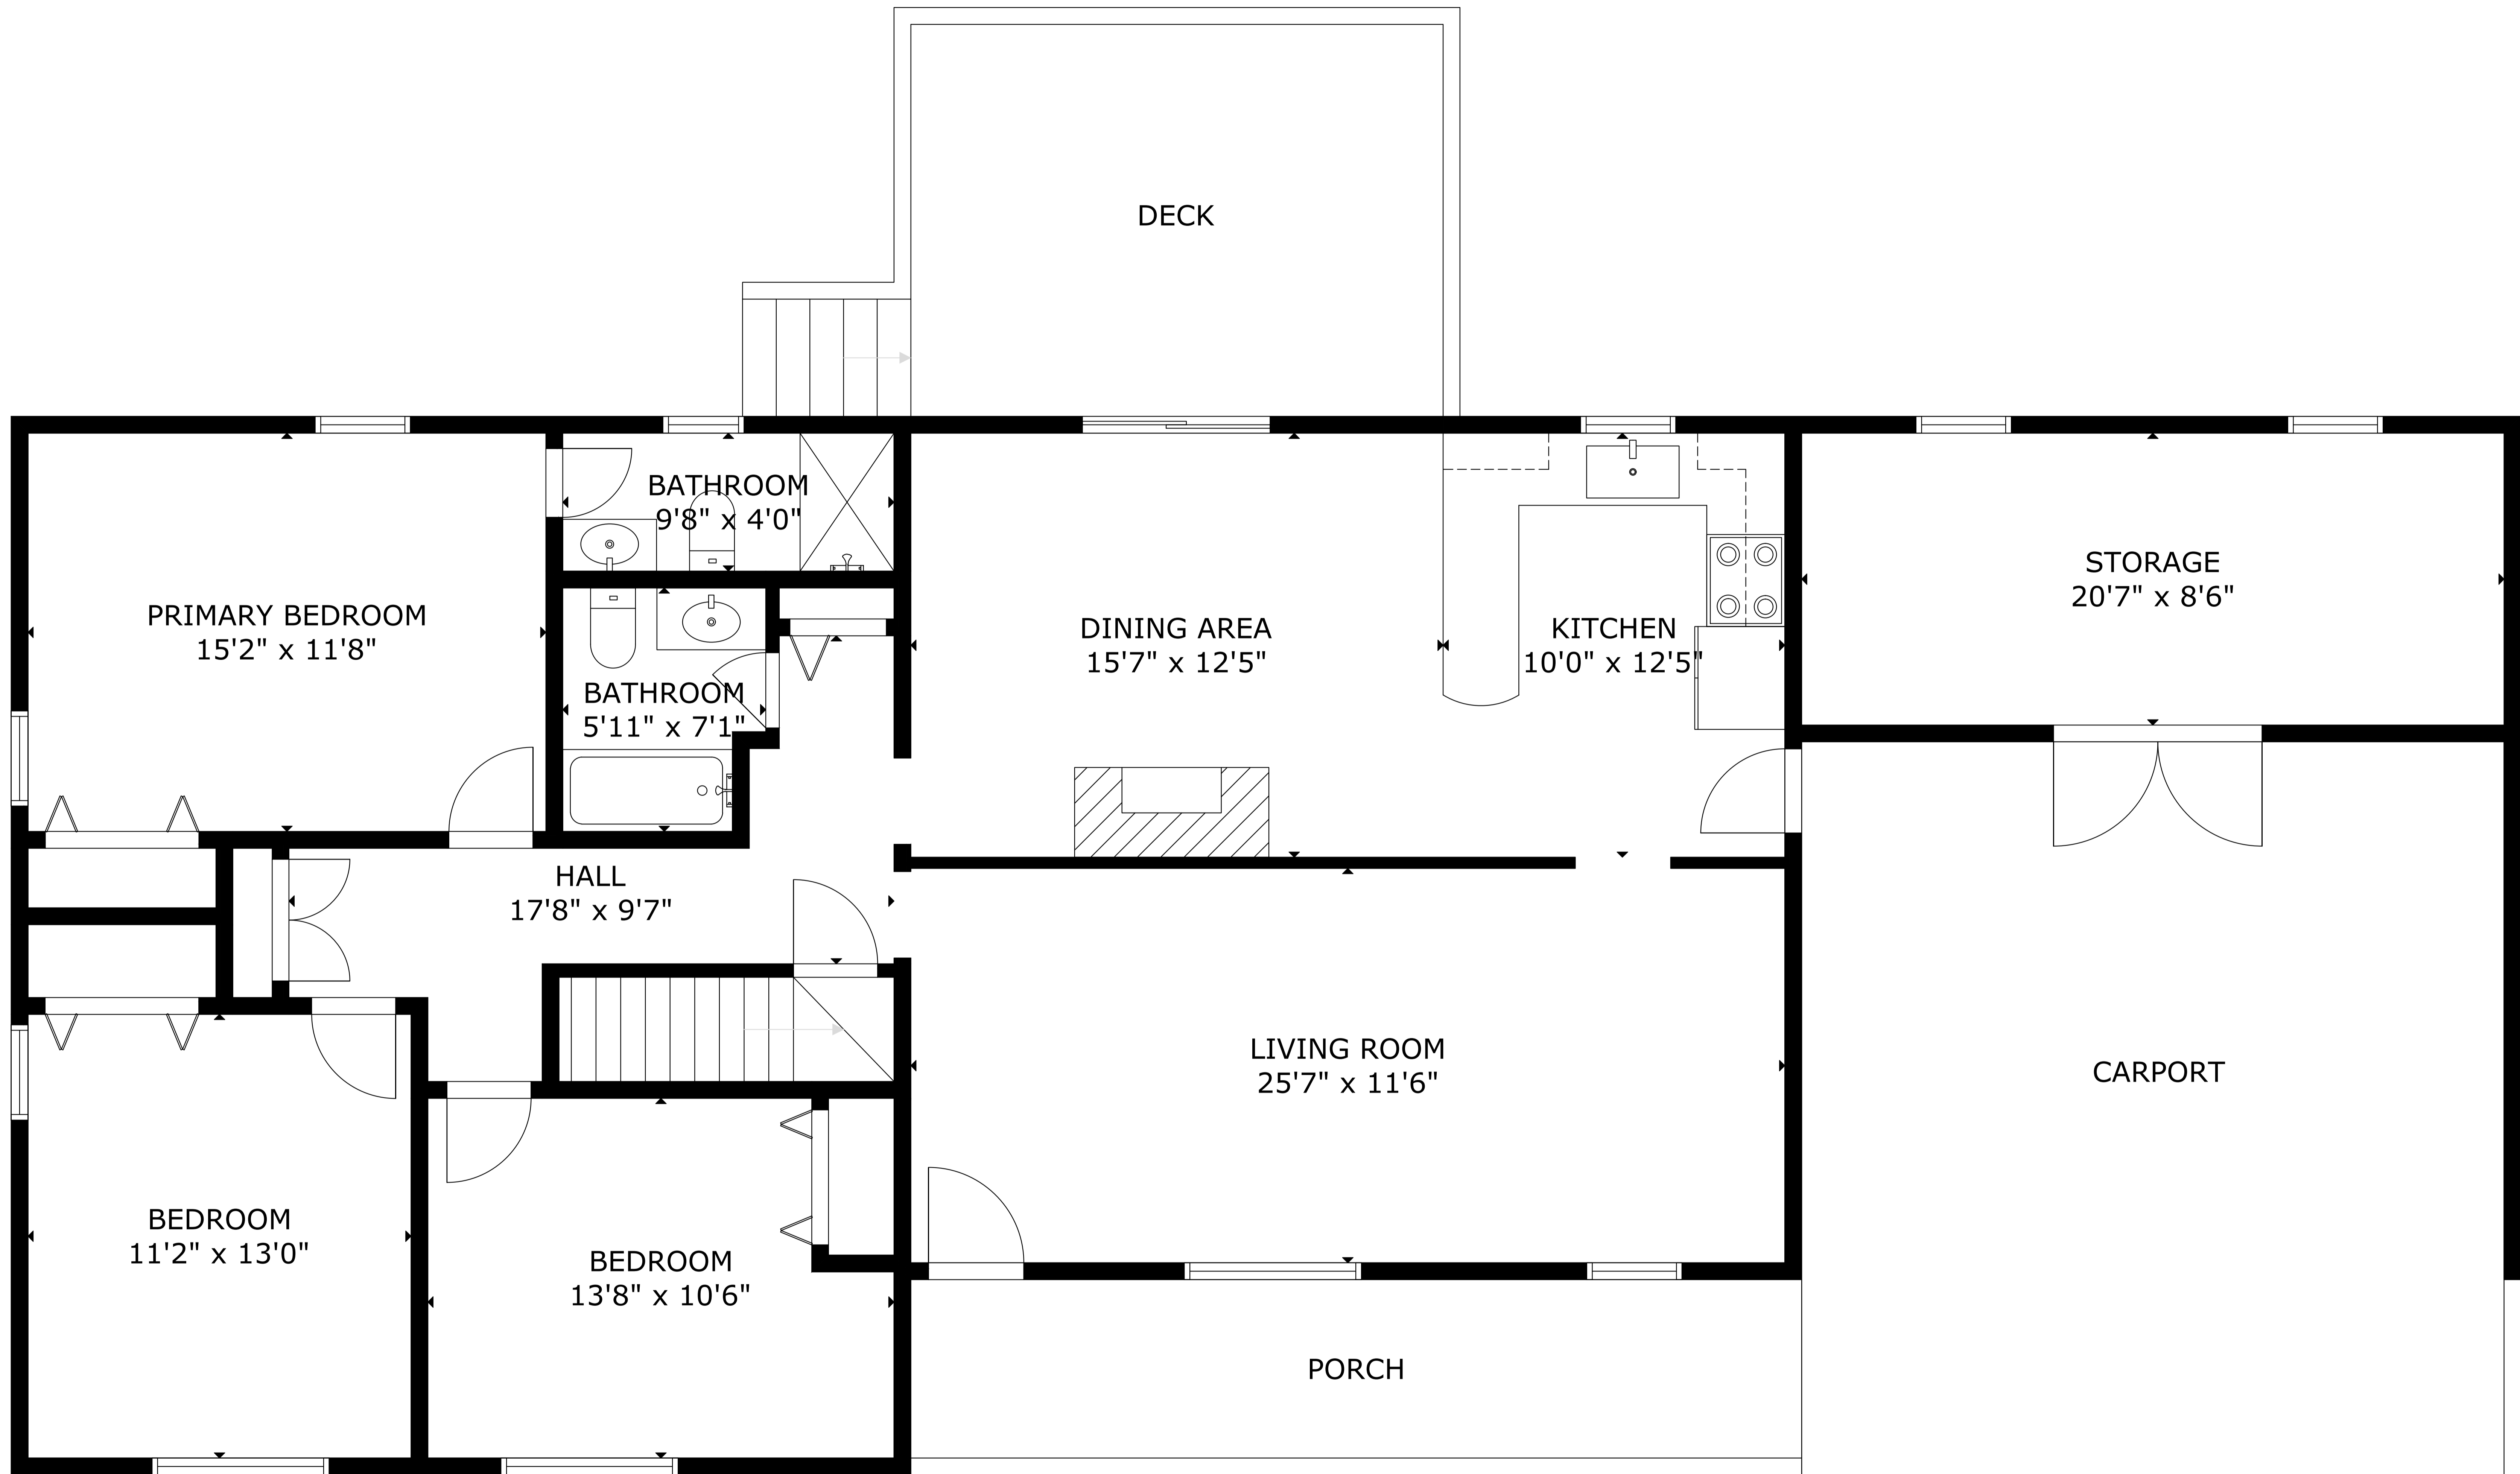 DECK
BATHROOM
9'8" x 4'0"
PRIMARY BEDROOM
15'2" x 11'8"
BATHROOM
5'11" x 7'1"
DINING AREA
15'7" x 12'5"
KITCHEN
10'0" x 12'5"
STORAGE
20'7" x 8'6"
HALL
17'8" x 9'7"
LIVING ROOM
25'7" x 11'6"
CARPORT
BEDROOM
11'2" x 13'0"
BEDROOM
13'8" x 10'6"
PORCH